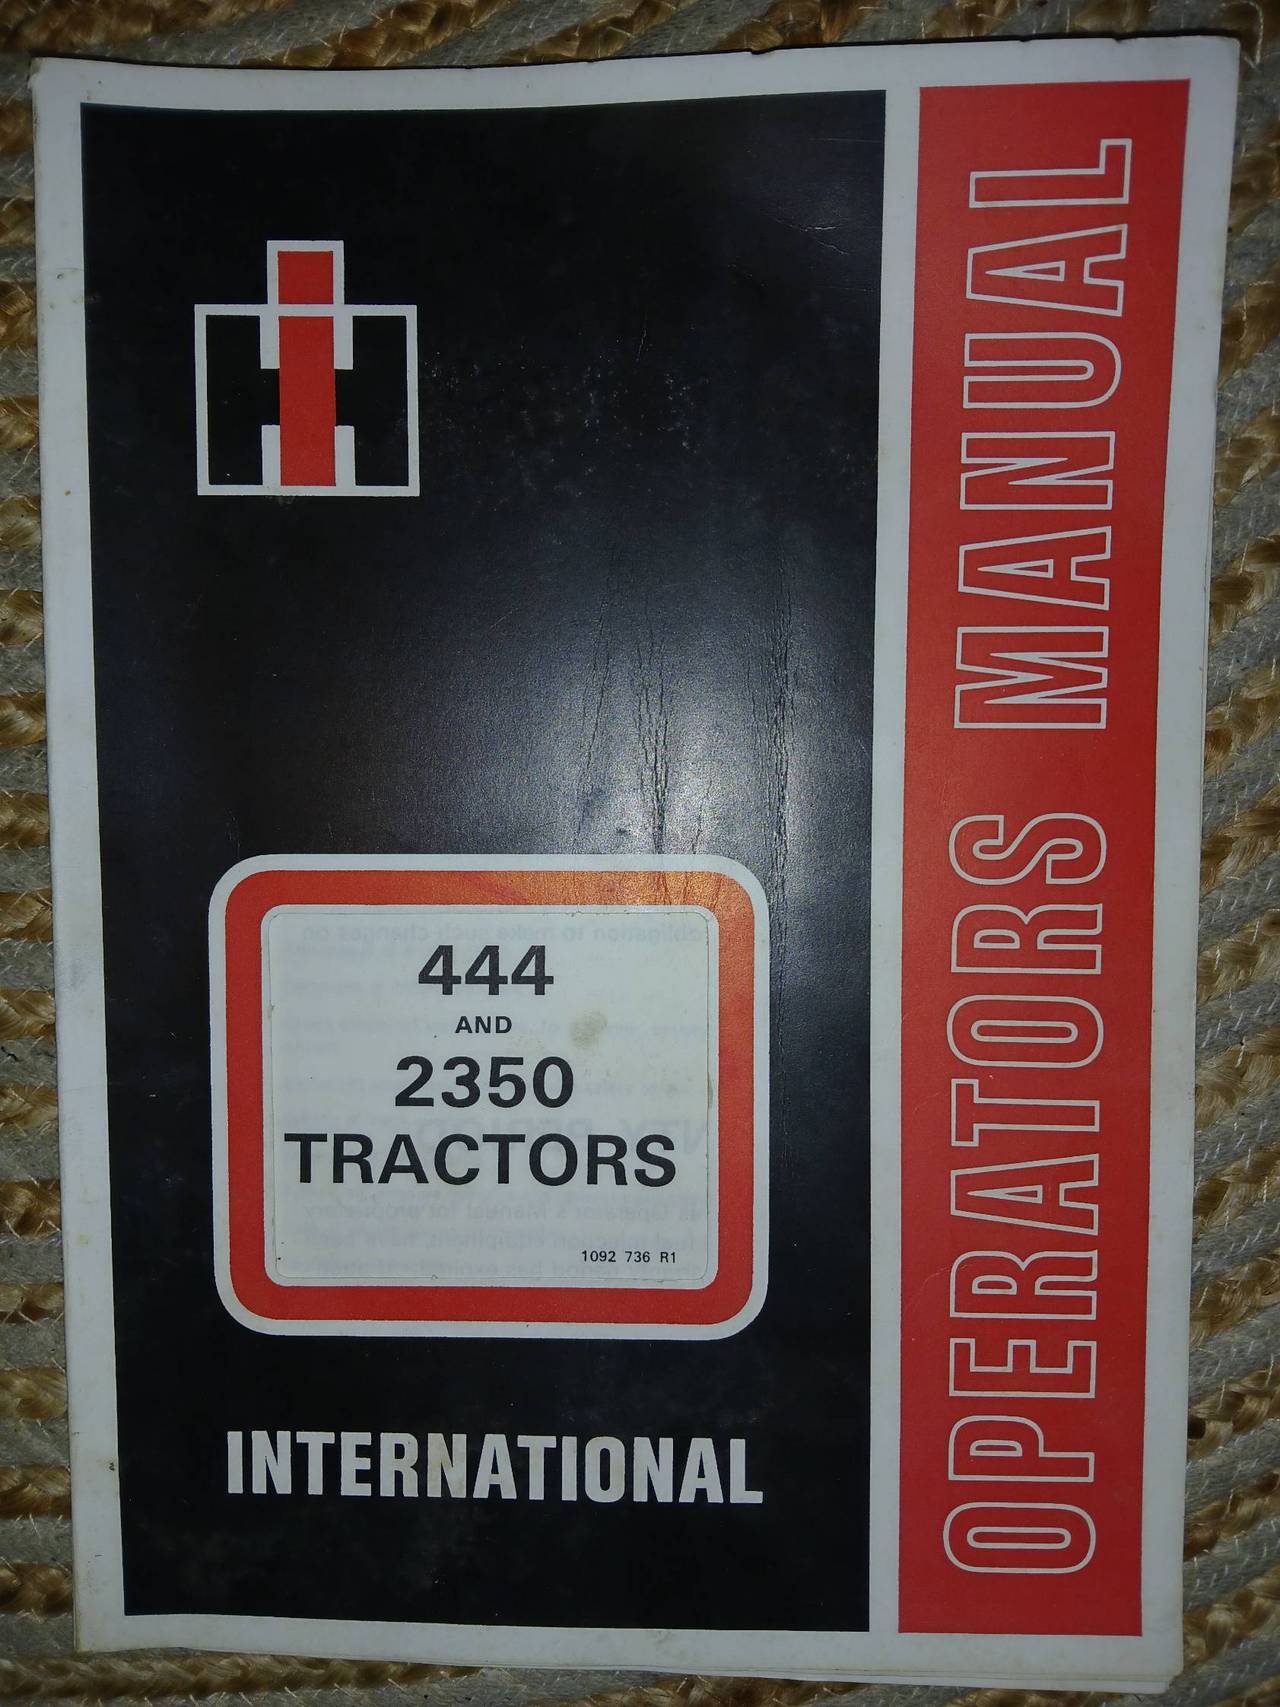 444
AND
2350
TRACTORS
1092 736 R1
INTERNATIONAL
OPERATORS MANUAL